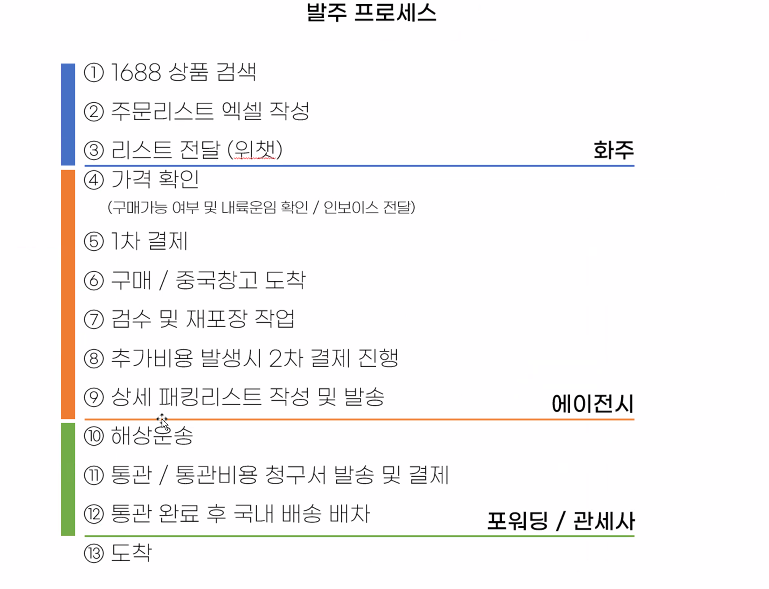 발주 프로세스
① 1688 상품 검색
② 주문리스트 엑셀 작성
③ 리스트 전달 (위챗)
화주
④ 가격 확인
(구매가능 여부 및 내륙운임 확인 / 인보이스 전달)
⑤ 1차 결제
⑥ 구매 / 중국창고 도착
⑦ 검수 및 재포장 작업
⑧ 추가비용 발생시 2차 결제 진행
⑨ 상세 패킹리스트 작성 및 발송
에이전시
⑩ 해상운송
⑪ 통관 / 통관비용 청구서 발송 및 결제
⑫ 통관 완료 후 국내 배송 배차
포워딩 / 관세사
⑬ 도착